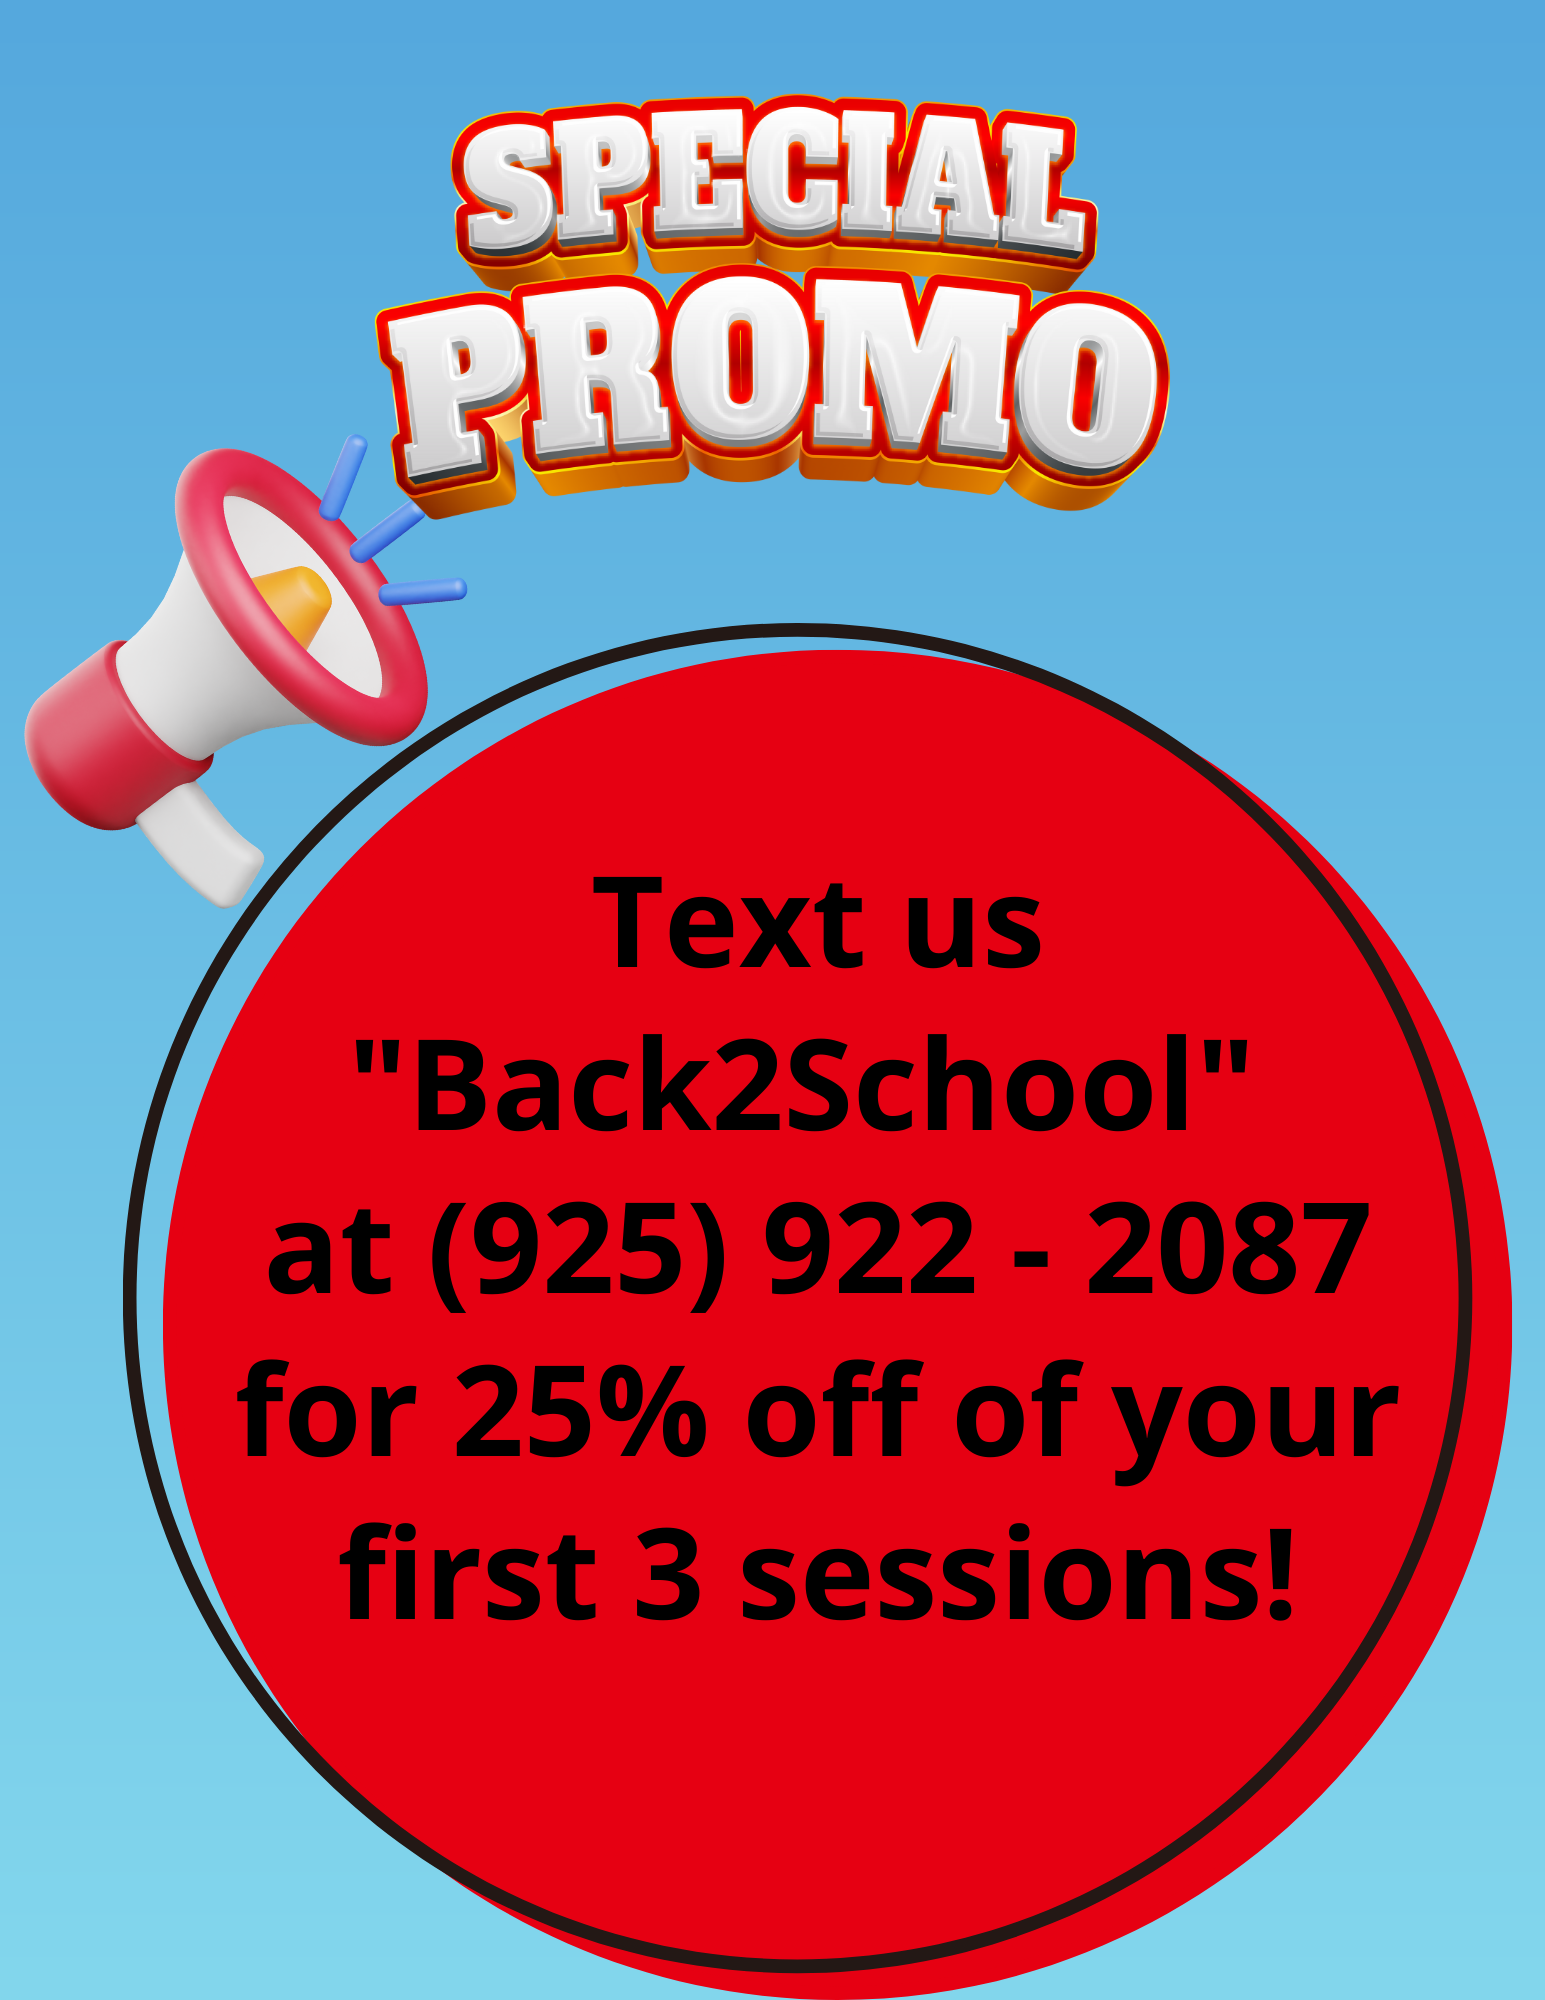 SPECIAL
PROMO
Text us
"Back2School"
at (925) 922 - 2087
for 25% off of your
first 3 sessions!